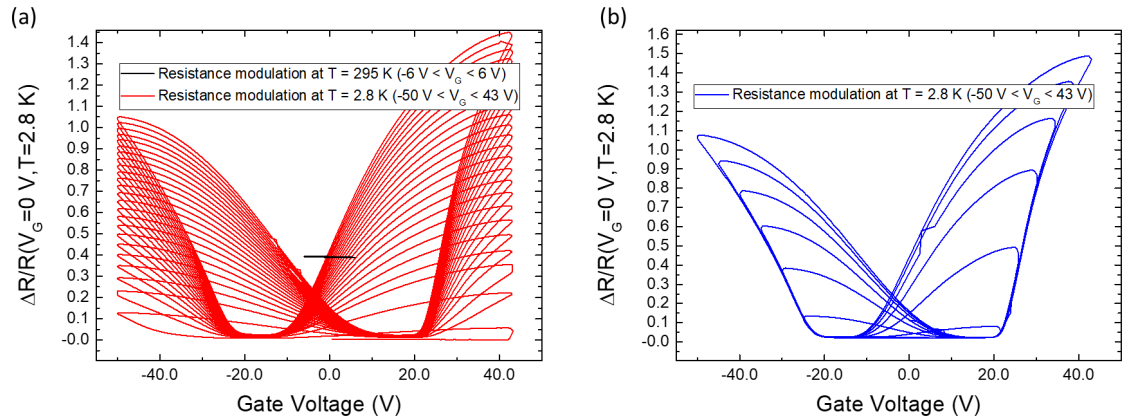 (a)
ΔR/R(V_G=0 V,T=2.8 K)
1.4
1.3
1.2
1.1
1.0
0.9
0.8
0.7
0.6
0.5
0.4
0.3
0.2
0.1
-0.0
Resistance modulation at T = 295 K (-6 V < V_G < 6 V)
Resistance modulation at T = 2.8 K (-50 V < V_G < 43 V)
-40.0 -20.0 0.0 20.0 40.0
Gate Voltage (V)
(b)
ΔR/R(V_G=0 V,T=2.8 K)
1.6
1.5
1.4
1.3
1.2
1.1
1.0
0.9
0.8
0.7
0.6
0.5
0.4
0.3
0.2
0.1
-0.0
Resistance modulation at T = 2.8 K (-50 V < V_G < 43 V)
-40.0 -20.0 0.0 20.0 40.0
Gate Voltage (V)